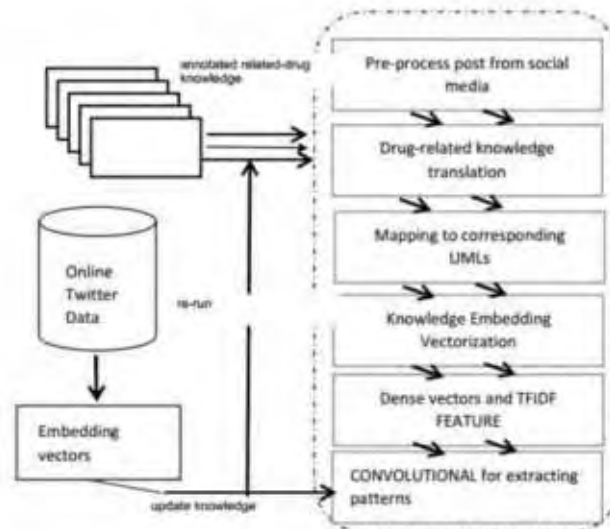 annotated related-drug
knowledge
Pre-process post from social
media
Drug-related knowledge
translation
Mapping to corresponding
UMLs
Online
Twitter
Data
re-run
Knowledge Embedding
Vectorization
Dense vectors and TFIDF
FEATURE
Embedding
vectors
CONVOLUTIONAL for extracting
patterns
update knowledge